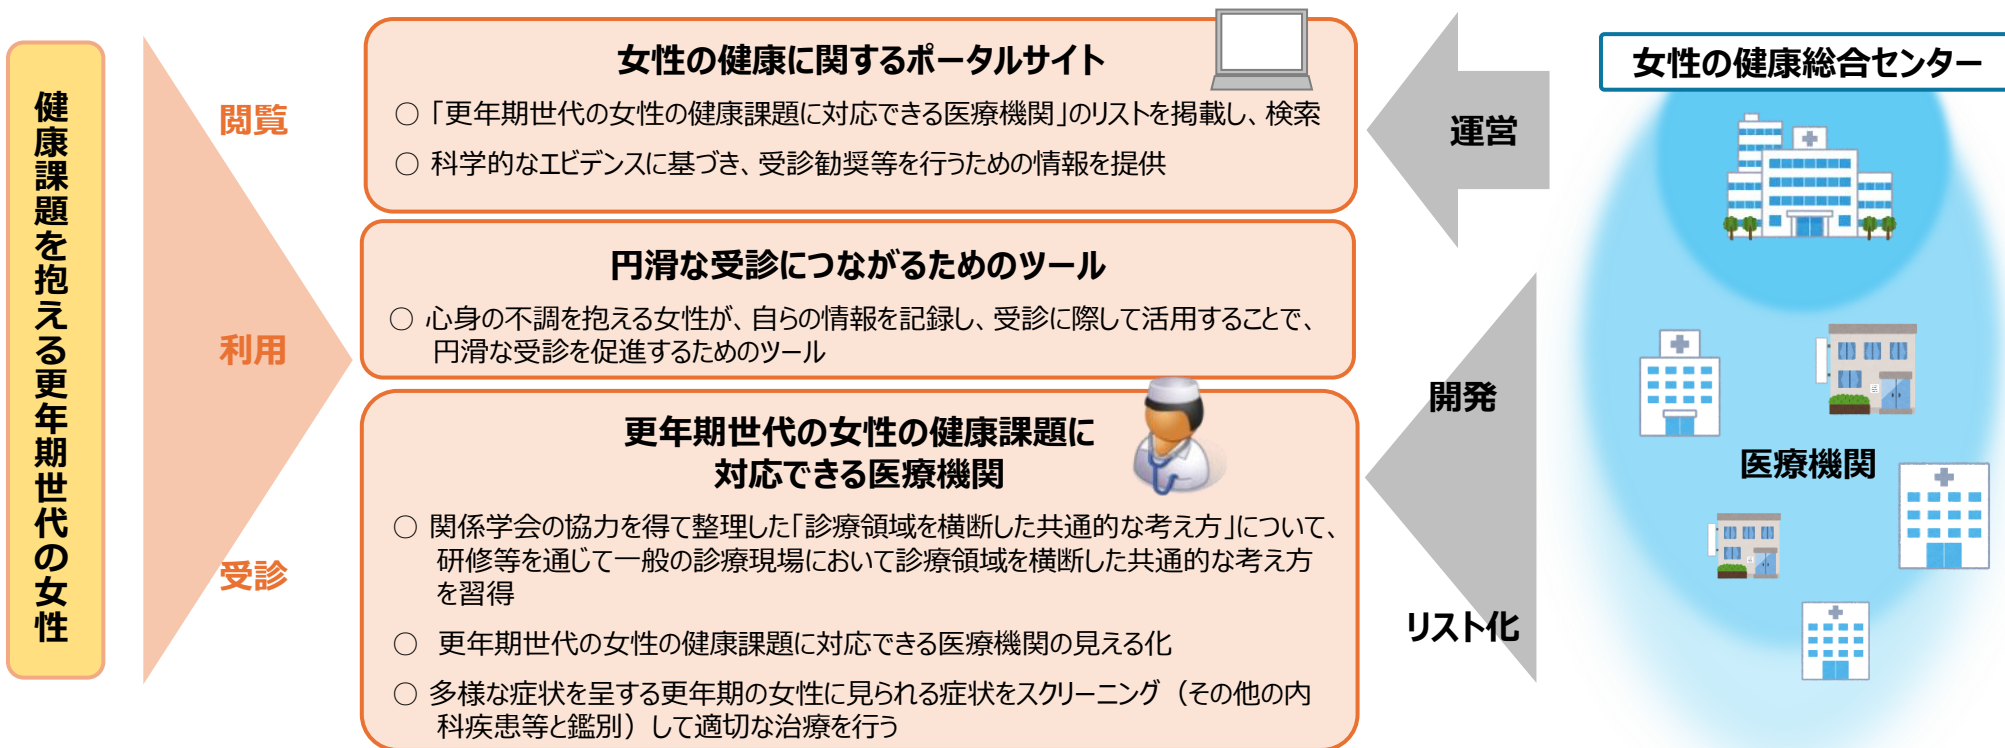 健康課題を抱える更年期世代の女性
閲覧
利用
受診
女性の健康に関するポータルサイト
○「更年期世代の女性の健康課題に対応できる医療機関」のリストを掲載し、検索
○ 科学的なエビデンスに基づき、受診勧奨等を行うための情報を提供
円滑な受診につながるためのツール
○ 心身の不調を抱える女性が、自らの情報を記録し、受診に際して活用することで、
円滑な受診を促進するためのツール
更年期世代の女性の健康課題に
対応できる医療機関
○ 関係学会の協力を得て整理した「診療領域を横断した共通的な考え方」について、
研修等を通じて一般の診療現場において診療領域を横断した共通的な考え方
を習得
○ 更年期世代の女性の健康課題に対応できる医療機関の見える化
○ 多様な症状を呈する更年期の女性に見られる症状をスクリーニング（その他の内
科疾患等と鑑別）して適切な治療を行う
運営
開発
リスト化
女性の健康総合センター
医療機関